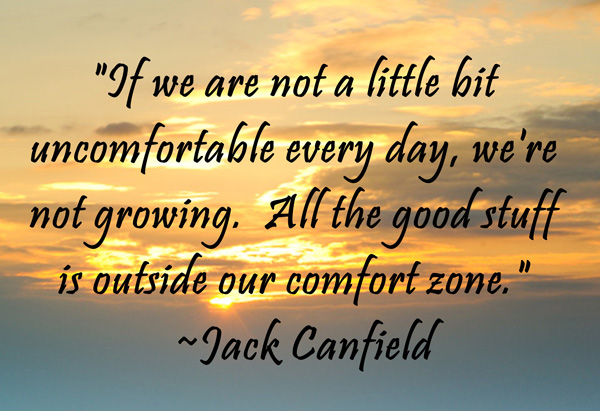 "If we are not a little bit
uncomfortable every day, we're
not growing.  All the good stuff
is outside our comfort zone."
~Jack Canfield